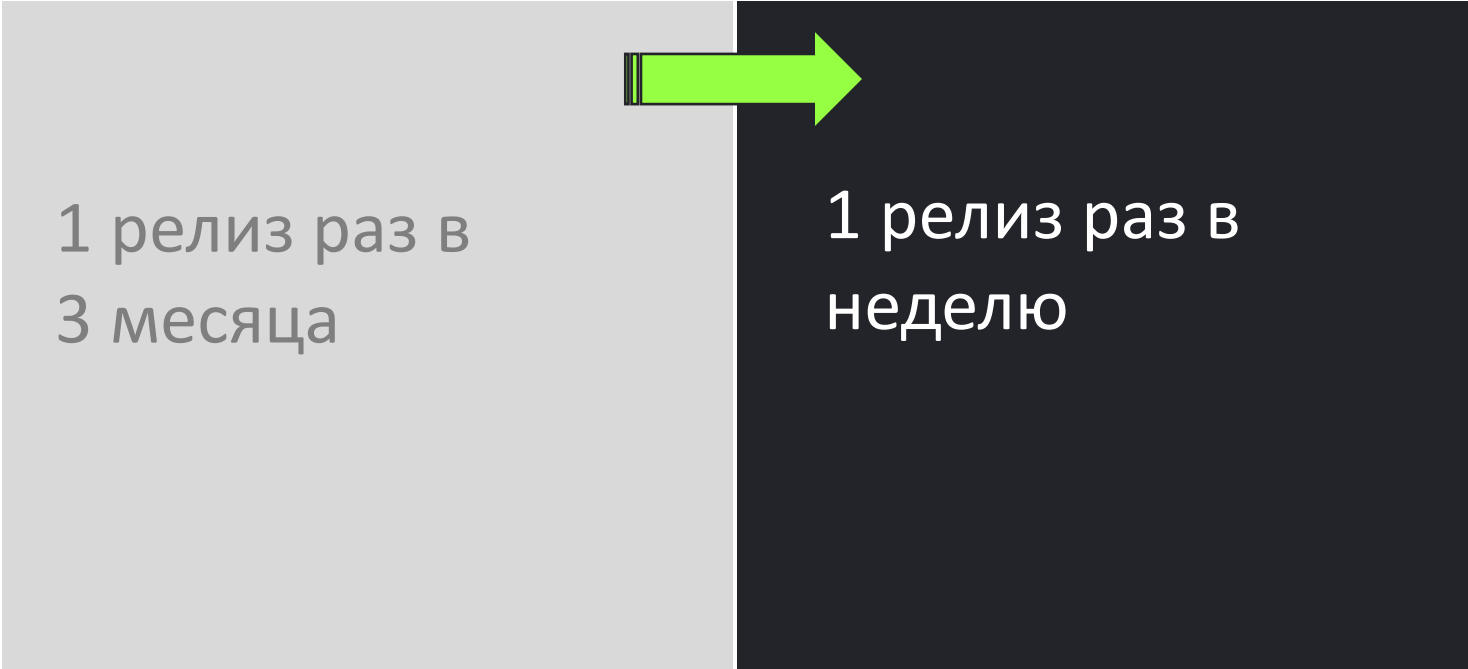 1 релиз раз в
3 месяца
1 релиз раз в
неделю